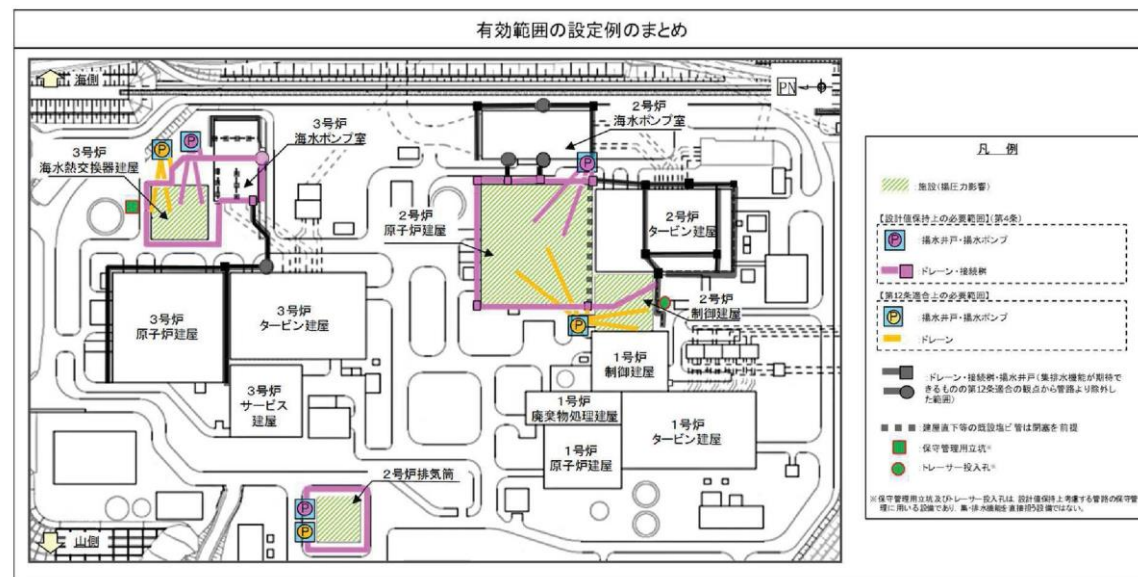 有効範囲の設定例のまとめ
海側
PN
3号炉
海水熱交換器建屋
3号炉
海水ポンプ室
2号炉
海水ポンプ室
2号炉
原子炉建屋
2号炉
タービン建屋
2号炉
制御建屋
3号炉
原子炉建屋
3号炉
タービン建屋
3号炉
サービス
建屋
1号炉
制御建屋
1号炉
廃棄物処理建屋
1号炉
原子炉建屋
1号炉
タービン建屋
2号炉排気筒
山側
P
P
P
P
P
P
凡 例
:施設(揚圧力影響)
【設計値保持上の必要範囲】(第4条)
P
:揚水井戸・揚水ポンプ
:ドレーン・接続桝
【第12条適合上の必要範囲】
P
:揚水井戸・揚水ポンプ
:ドレーン
:ドレーン・接続桝・揚水井戸(集排水機能が期待で
きるものの第12条適合の観点から管路より除外し
た範囲)
:建屋直下等の既設塩ビ管は閉塞を前提
:保守管理用立坑※
:トレーサー投入孔※
※保守管理用立坑及びトレーサー投入孔は、設計値保持上考慮する管路の保守管
理に用いる設備であり、集・排水機能を直接担う設備ではない。